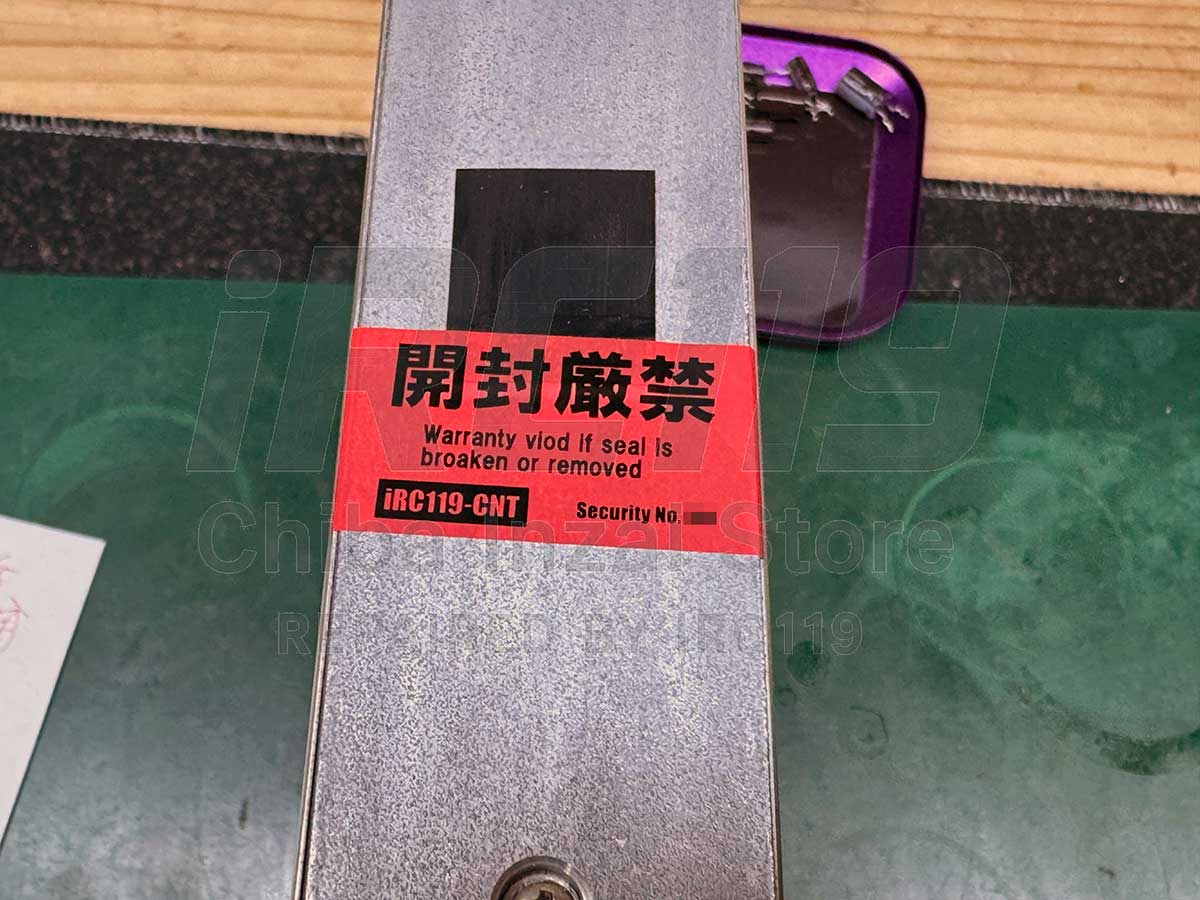 開封厳禁
Warranty viod if seal is
broaken or removed
iRC119-CNT
Security No.
iRC119
Chiba Inzai Store
REPAIRED BY iRC119